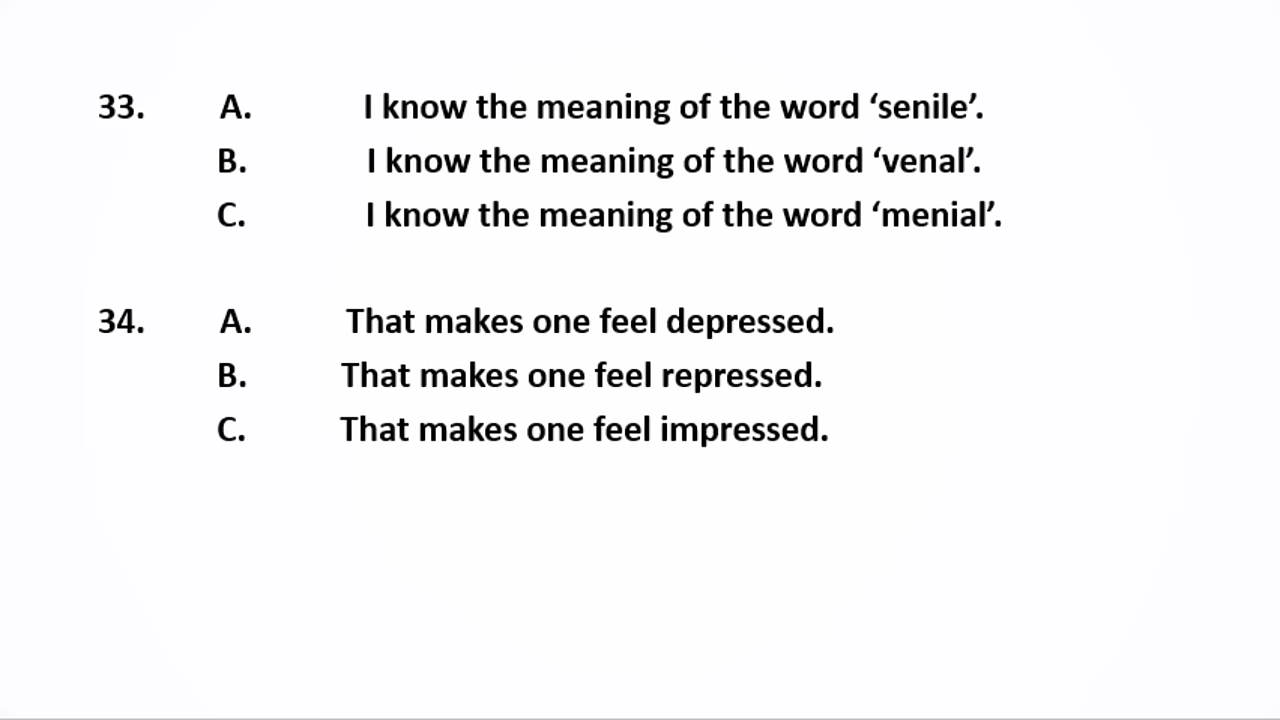 33. A. I know the meaning of the word ‘senile’.
B. I know the meaning of the word ‘venal’.
C. I know the meaning of the word ‘menial’.
34. A. That makes one feel depressed.
B. That makes one feel repressed.
C. That makes one feel impressed.